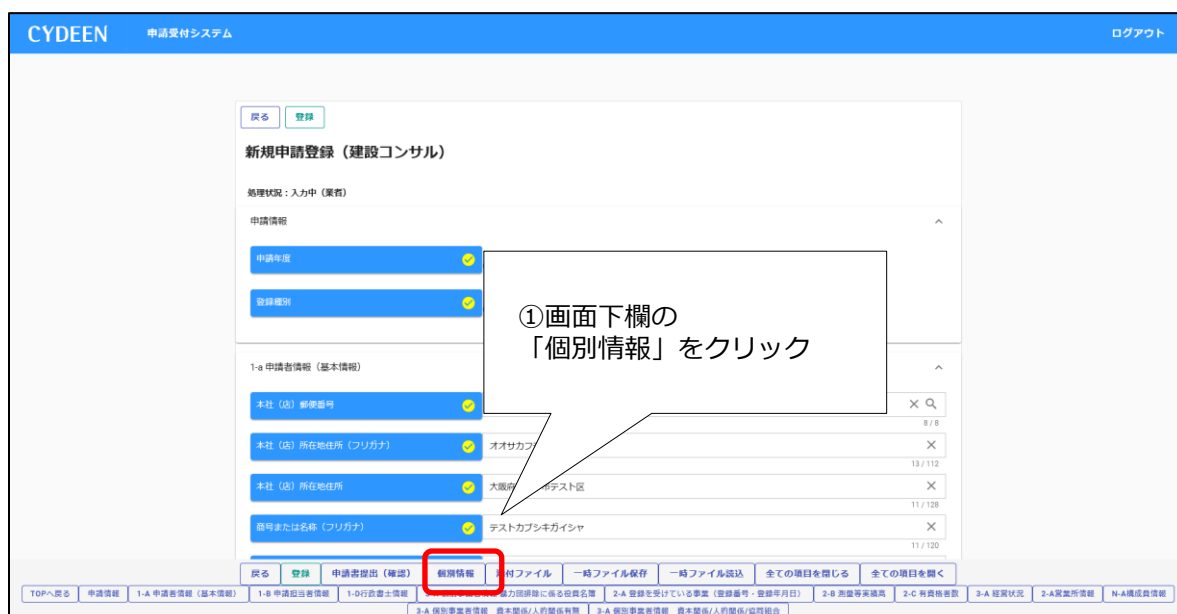 CYDEEN 申請受付システム ログアウト
戻る 登録
新規申請登録（建設コンサル）
処理状況：入力中（業者）
申請情報
申請年度
登録種別
①画面下欄の
「個別情報」をクリック
1-a 申請者情報（基本情報）
本社（店）郵便番号
8 / 8
本社（店）所在地住所（フリガナ） オオサカフ
13 / 112
本社（店）所在地住所 大阪府 テスト区
11 / 128
商号または名称（フリガナ） テストカブシキガイシャ
11 / 120
戻る 登録 申請書提出（確認） 個別情報 付ファイル 一時ファイル保存 一時ファイル読込 全ての項目を閉じる 全ての項目を開く
TOPへ戻る 申請情報 1-A 申請者情報（基本情報） 1-B 申請担当者情報 1-D行政書士情報 暴力団排除に係る役員名簿 2-A 登録を受けている事業（登録番号・登録年月日） 2-B 測量等実績高 2-C 有資格者数 3-A 経営状況 2-A営業所情報 N-A構成員情報
3-A 個別事業者情報 資本関係/人的関係有無 3-A 個別事業者情報 資本関係/人的関係/協同組合